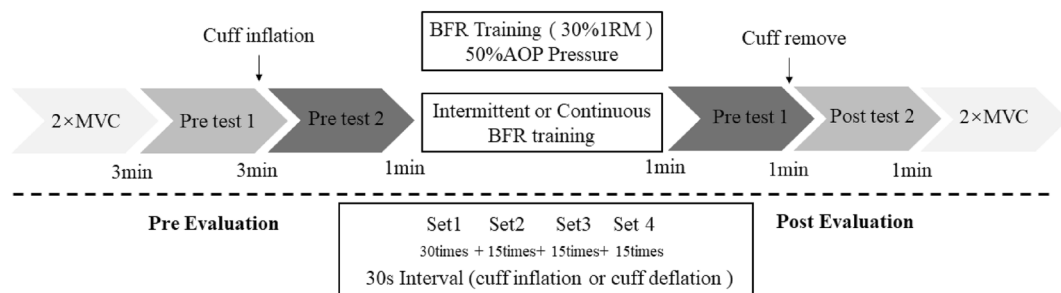 Cuff inflation
BFR Training ( 30%1RM )
50%AOP Pressure
Cuff remove
2×MVC
Pre test 1
Pre test 2
Intermittent or Continuous
BFR training
Pre test 1
Post test 2
2×MVC
3min
3min
1min
1min
1min
1min
Pre Evaluation
Post Evaluation
Set1 Set2 Set3 Set 4
30times + 15times+ 15times+ 15times
30s Interval (cuff inflation or cuff deflation )